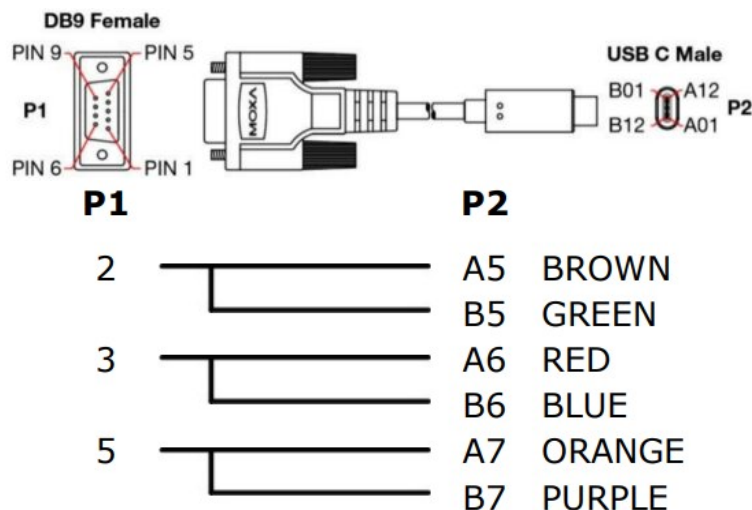 DB9 Female
PIN 9 PIN 5
P1
PIN 6 PIN 1
MOXA
USB C Male
B01 A12
P2
B12 A01
P1 P2
2 A5 BROWN
B5 GREEN
3 A6 RED
B6 BLUE
5 A7 ORANGE
B7 PURPLE